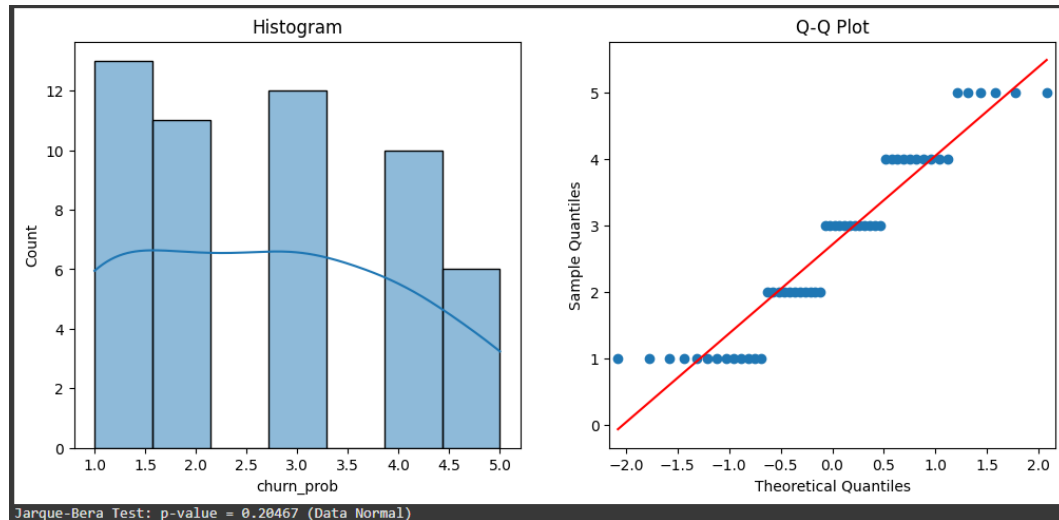 Histogram
Count
12
10
8
6
4
2
0
1.0 1.5 2.0 2.5 3.0 3.5 4.0 4.5 5.0
churn_prob
Q-Q Plot
Sample Quantiles
5
4
3
2
1
0
−2.0 −1.5 −1.0 −0.5 0.0 0.5 1.0 1.5 2.0
Theoretical Quantiles
Jarque-Bera Test: p-value = 0.20467 (Data Normal)